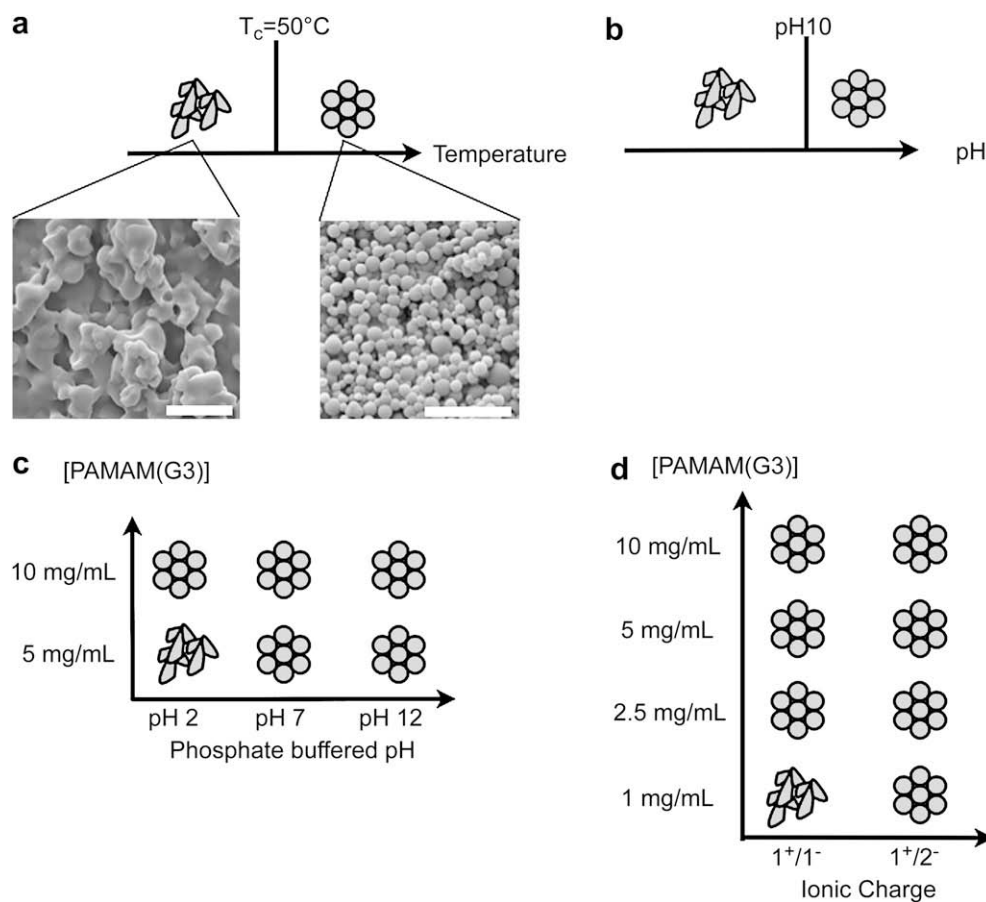 a
T_c=50°C
Temperature
b
pH10
pH
c
[PAMAM(G3)]
10 mg/mL
5 mg/mL
pH 2 pH 7 pH 12
Phosphate buffered pH
d
[PAMAM(G3)]
10 mg/mL
5 mg/mL
2.5 mg/mL
1 mg/mL
1⁺/1⁻ 1⁺/2⁻
Ionic Charge